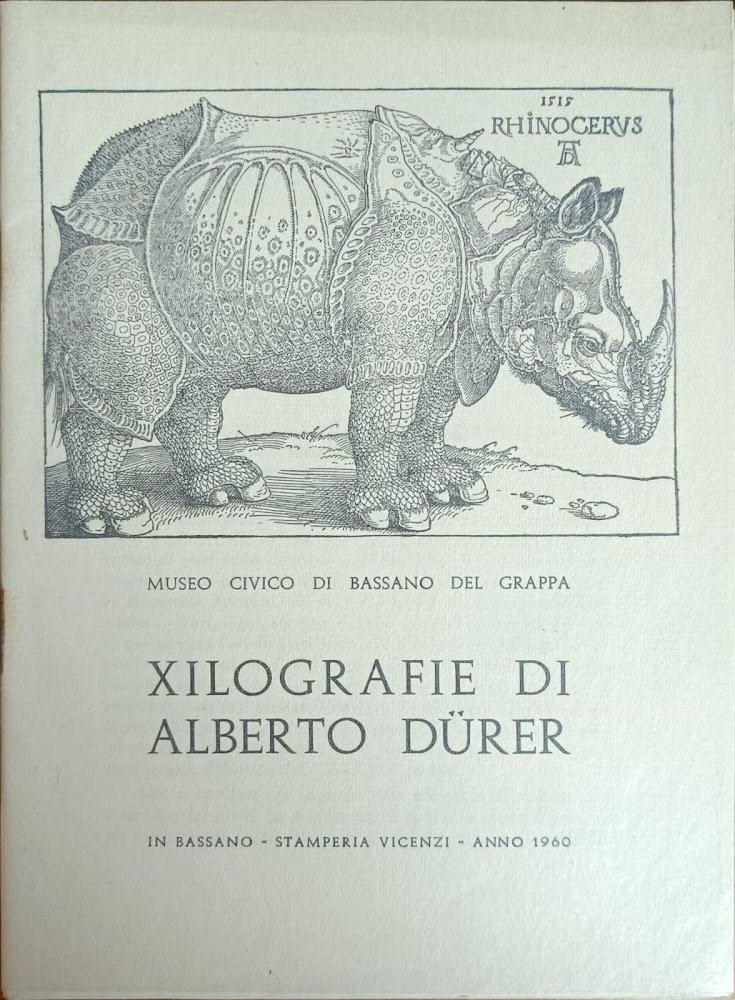 1515
RHINOCERVS
AD
MUSEO CIVICO DI BASSANO DEL GRAPPA
XILOGRAFIE DI
ALBERTO DÜRER
IN BASSANO - STAMPERIA VICENZI - ANNO 1960